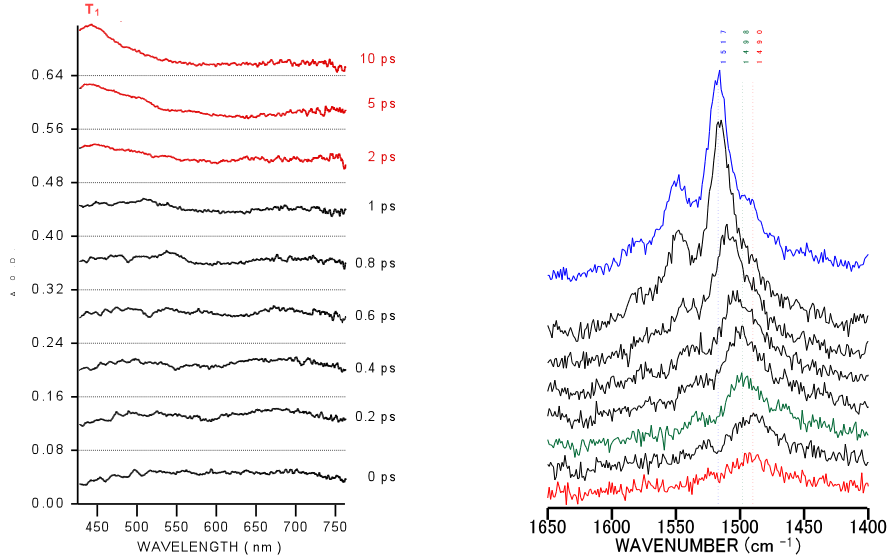 T1
10 ps
0.64
5 ps
0.56
2 ps
0.48
1 ps
0.40
0.8 ps
0.32
0.6 ps
0.24
0.4 ps
0.16
0.2 ps
0.08
0 ps
0.00
450 500 550 600 650 700 750
WAVELENGTH ( nm )
1517
1498
1490
1650 1600 1550 1500 1450 1400
WAVENUMBER (cm⁻¹)